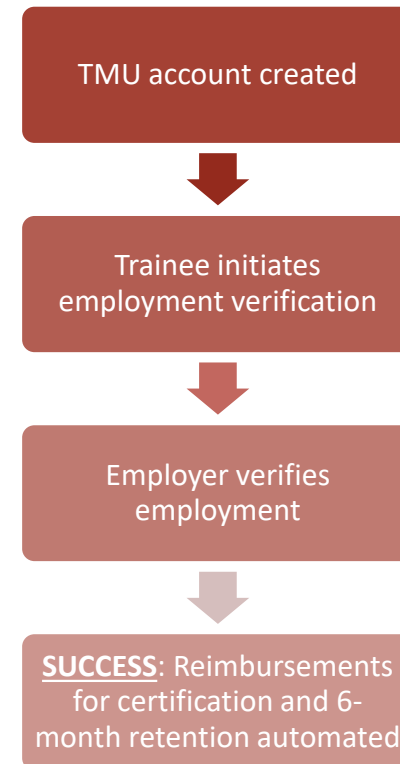 TMU account created
Trainee initiates
employment verification
Employer verifies
employment
SUCCESS: Reimbursements
for certification and 6-
month retention automated